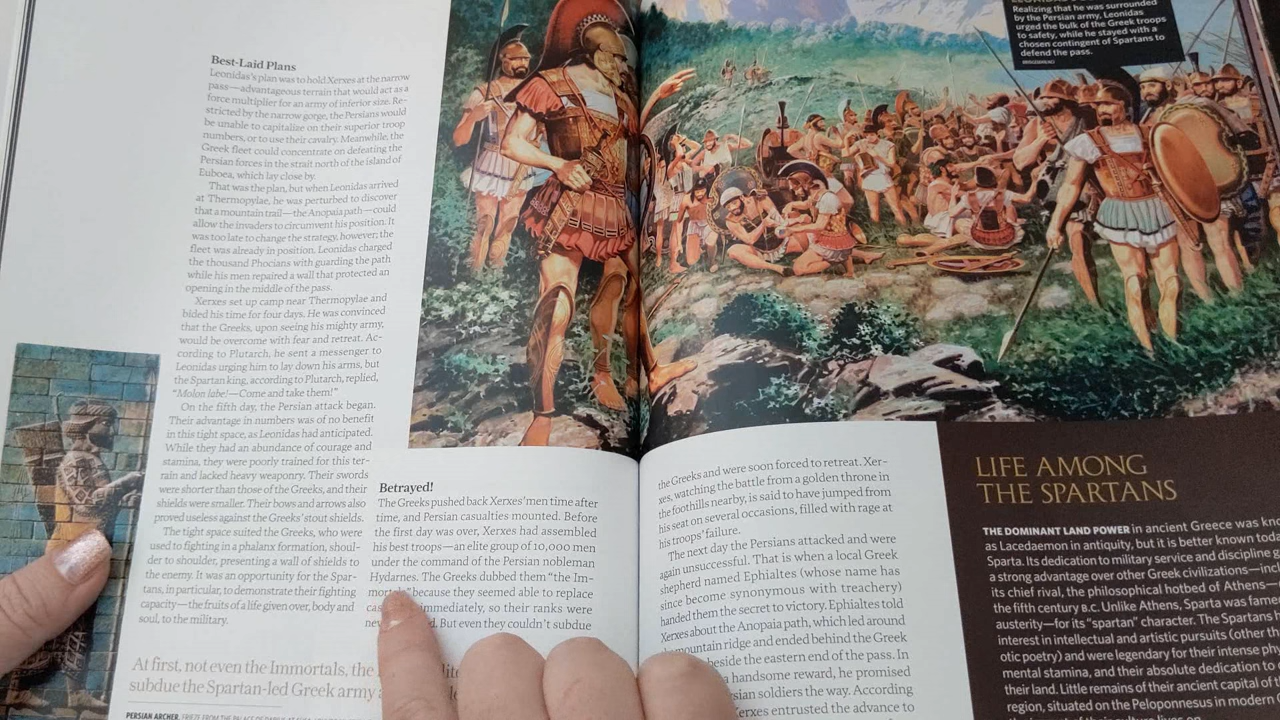 Best-Laid Plans
Leonidas's plan was to hold Xerxes at the narrow
pass—advantageous terrain that would act as a
force multiplier for an army of inferior size. Re-
stricted by the narrow gorge, the Persians would
be unable to capitalize on their superior troop
numbers, or to use their cavalry. Meanwhile, the
Greek fleet could concentrate on defeating the
Persian forces in the strait north of the island of
Euboea, which lay close by.
That was the plan, but when Leonidas arrived
at Thermopylae, he was perturbed to discover
that a mountain trail—the Anopaia path—could
allow the invaders to circumvent his position. It
was too late to change the strategy, however; the
fleet was already in position. Leonidas charged
the thousand Phocians with guarding the path
while his men repaired a wall that protected an
opening in the middle of the pass.
Xerxes set up camp near Thermopylae and
bided his time for four days. He was convinced
that the Greeks, upon seeing his mighty army,
would be overcome with fear and retreat. Ac-
cording to Plutarch, he sent a messenger to
Leonidas urging him to lay down his arms, but
the Spartan king, according to Plutarch, replied,
"Molon labe!—Come and take them!"
On the fifth day, the Persian attack began.
Their advantage in numbers was of no benefit
in this tight space, as Leonidas had anticipated.
While they had an abundance of courage and
stamina, they were poorly trained for this ter-
rain and lacked heavy weaponry. Their swords
were shorter than those of the Greeks, and their
shields were smaller. Their bows and arrows also
proved useless against the Greeks' stout shields.
The tight space suited the Greeks, who were
used to fighting in a phalanx formation, shoul-
der to shoulder, presenting a wall of shields to
the enemy. It was an opportunity for the Spar-
tans, in particular, to demonstrate their fighting
capacity—the fruits of a life given over, body and
soul, to the military.
At first, not even the Immortals, the
subdue the Spartan-led Greek army
PERSIAN ARCHER.
Betrayed!
The Greeks pushed back Xerxes' men time after
time, and Persian casualties mounted. Before
the first day was over, Xerxes had assembled
his best troops—an elite group of 10,000 men
under the command of the Persian nobleman
Hydarnes. The Greeks dubbed them "the Im-
because they seemed able to replace
immediately, so their ranks were
But even they couldn't subdue
Realizing that he was surrounded
by the Persian army, Leonidas
urged the bulk of the Greek troops
to safety, while he stayed with a
chosen contingent of Spartans to
defend the pass.
the Greeks and were soon forced to retreat. Xer-
xes, watching the battle from a golden throne in
the foothills nearby, is said to have jumped from
his seat on several occasions, filled with rage at
his troops' failure.
The next day the Persians attacked and were
again unsuccessful. That is when a local Greek
shepherd named Ephialtes (whose name has
since become synonymous with treachery)
handed them the secret to victory. Ephialtes told
Xerxes about the Anopaia path, which led around
mountain ridge and ended behind the Greek
beside the eastern end of the pass. In
a handsome reward, he promised
soldiers the way. According
Xerxes entrusted the advance to
LIFE AMONG
THE SPARTANS
THE DOMINANT LAND POWER in ancient Greece was
as Lacedaemon in antiquity, but it is better known
Sparta. Its dedication to military service and discipline
a strong advantage over other Greek civilizations—
its chief rival, the philosophical hotbed of Athens—
the fifth century B.C. Unlike Athens, Sparta was
austerity—for its "spartan" character. The Spartans
interest in intellectual and artistic pursuits (other
otic poetry) and were legendary for their intense
mental stamina, and their absolute dedication to
their land. Little remains of their ancient capital of
region, situated on the Peloponnesus in modern